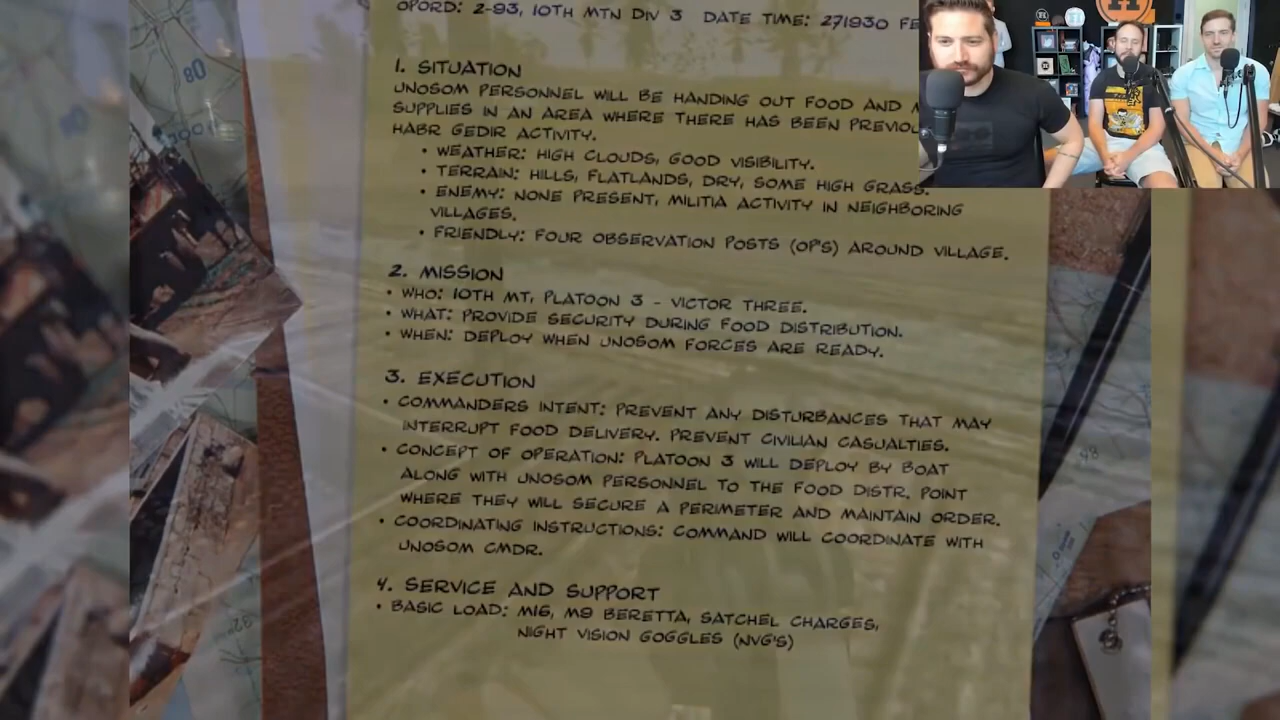 OPORD: 2-93, 10TH MTN DIV 3 DATE TIME: 271930
1. SITUATION
UNOSOM PERSONNEL WILL BE HANDING OUT FOOD AND
SUPPLIES IN AN AREA WHERE THERE HAS BEEN
HABR GEDIR ACTIVITY.
• WEATHER: HIGH CLOUDS, GOOD VISIBILITY.
• TERRAIN: HILLS, FLATLANDS, DRY, SOME HIGH GRASS.
• ENEMY: NONE PRESENT, MILITIA ACTIVITY IN NEIGHBORING
VILLAGES.
• FRIENDLY: FOUR OBSERVATION POSTS (OP'S) AROUND VILLAGE.
2. MISSION
• WHO: 10TH MT, PLATOON 3 - VICTOR THREE.
• WHAT: PROVIDE SECURITY DURING FOOD DISTRIBUTION.
• WHEN: DEPLOY WHEN UNOSOM FORCES ARE READY.
3. EXECUTION
• COMMANDERS INTENT: PREVENT ANY DISTURBANCES THAT MAY
INTERRUPT FOOD DELIVERY. PREVENT CIVILIAN CASUALTIES.
• CONCEPT OF OPERATION: PLATOON 3 WILL DEPLOY BY BOAT
ALONG WITH UNOSOM PERSONNEL TO THE FOOD DISTR. POINT
WHERE THEY WILL SECURE A PERIMETER AND MAINTAIN ORDER.
• COORDINATING INSTRUCTIONS: COMMAND WILL COORDINATE WITH
UNOSOM CMDR.
4. SERVICE AND SUPPORT
• BASIC LOAD: M16, M9 BERETTA, SATCHEL CHARGES,
NIGHT VISION GOGGLES (NVG'S)
08